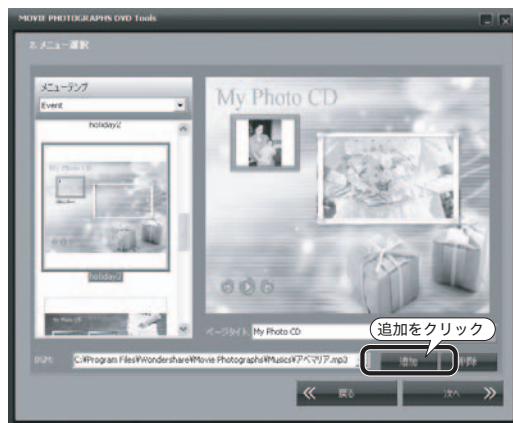 MOVIE PHOTOGRAPHS DVD Tools
2. メニュー選択
メニューテンプ
Event
holiday2
My Photo CD
holiday3
ページタイト
My Photo CD
追加をクリック
BGM:
C:¥Program Files¥Wondershare¥Movie Photographs¥Musics¥アベマリア.mp3
追加
削除
戻る
次へ